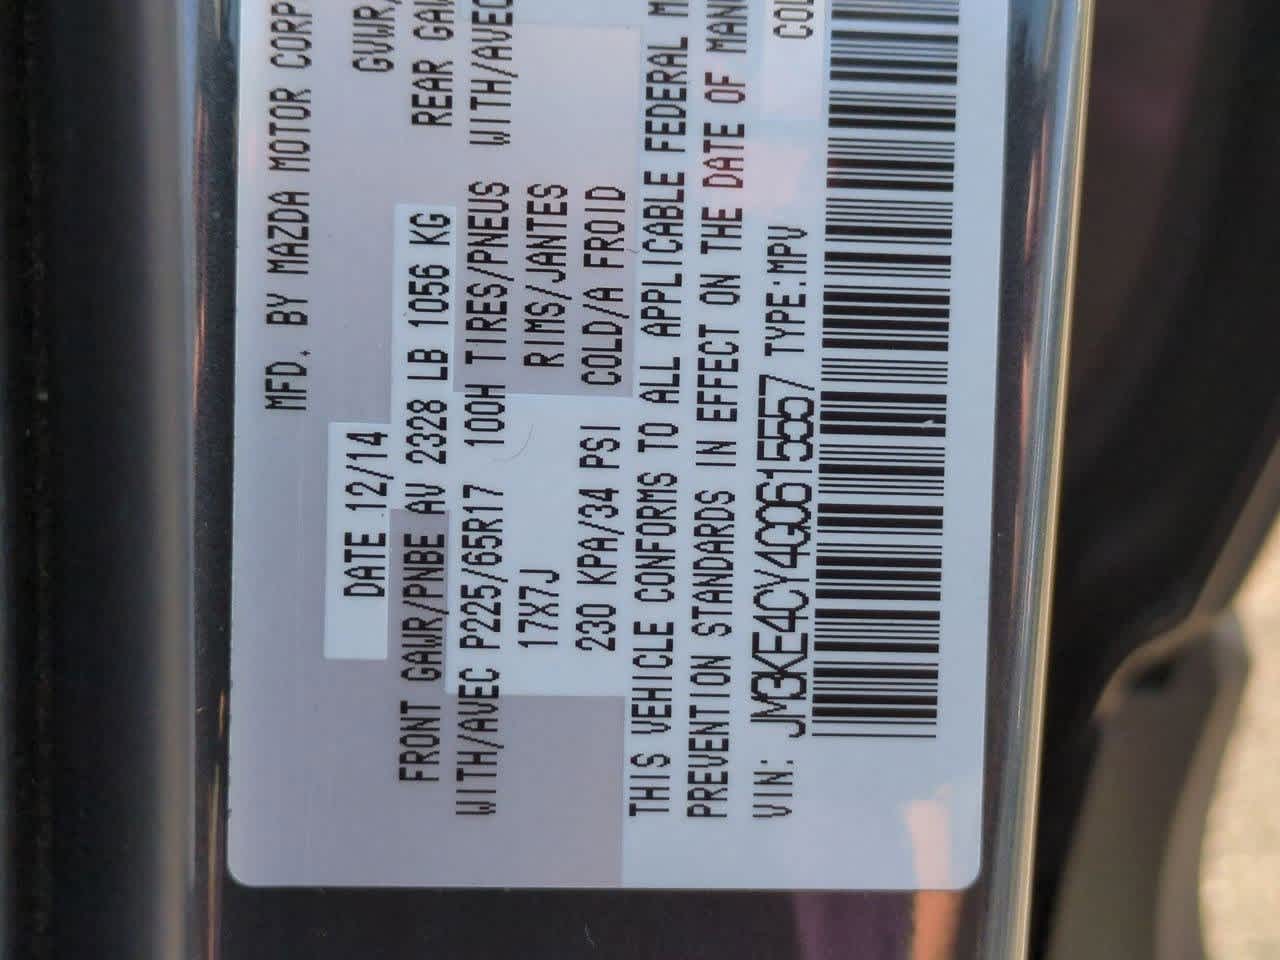 MFD. BY MAZDA MOTOR CORP
DATE 12/14 GVWR/
FRONT GAWR/PNBE AV 2328 LB 1056 KG REAR GAW
WITH/AVEC P225/65R17 100H TIRES/PNEUS WITH/AVEC
17X7J RIMS/JANTES
230 KPA/34 PSI COLD/A FROID
THIS VEHICLE CONFORMS TO ALL APPLICABLE FEDERAL M
PREVENTION STANDARDS IN EFFECT ON THE DATE OF MAN
VIN: JM3KE4CY4G0615557 TYPE:MPV COL